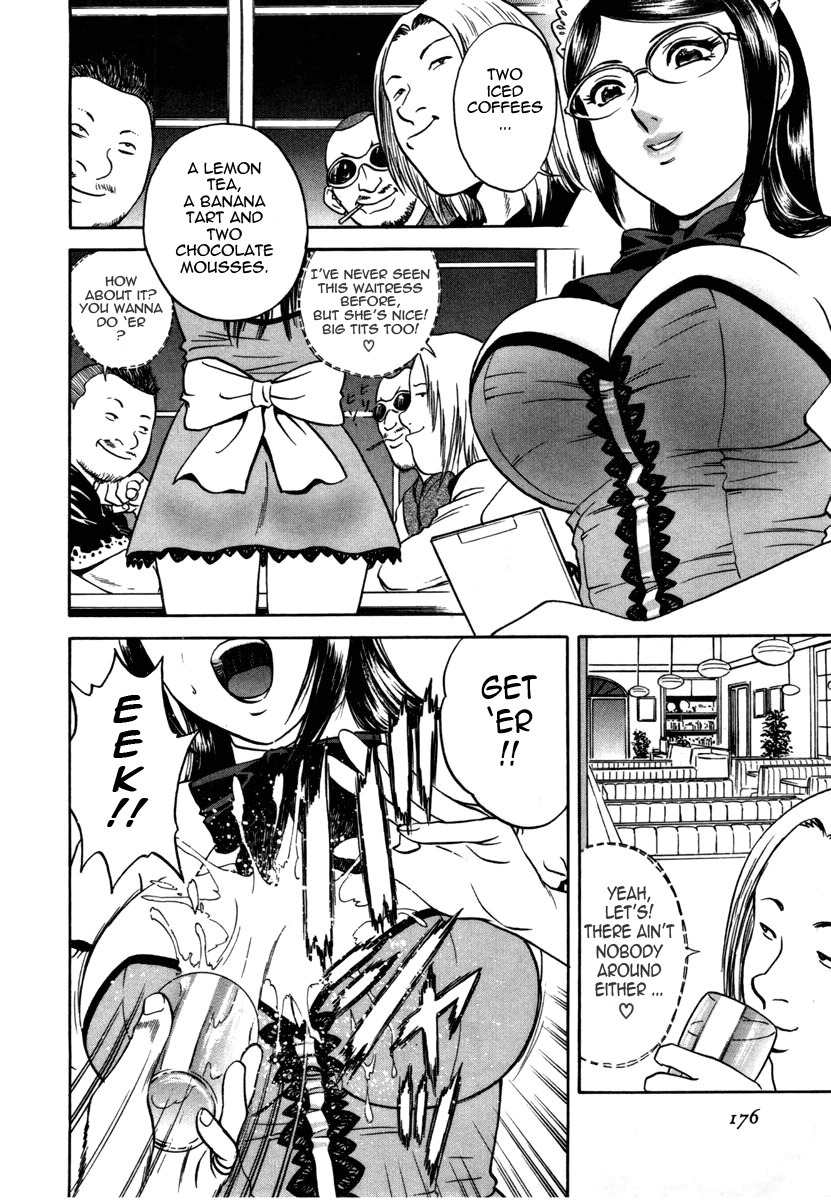 TWO
ICED
COFFEES
...
A LEMON
TEA,
A BANANA
TART AND
TWO
CHOCOLATE
MOUSSES.
I'VE NEVER SEEN
THIS WAITRESS
BEFORE,
BUT SHE'S NICE!
BIG TITS TOO!
♡
HOW
ABOUT IT?
YOU WANNA
DO 'ER
?
YEAH,
LET'S!
THERE AIN'T
NOBODY
AROUND
EITHER ...
♡
GET
'ER
!!
EEK!!
176